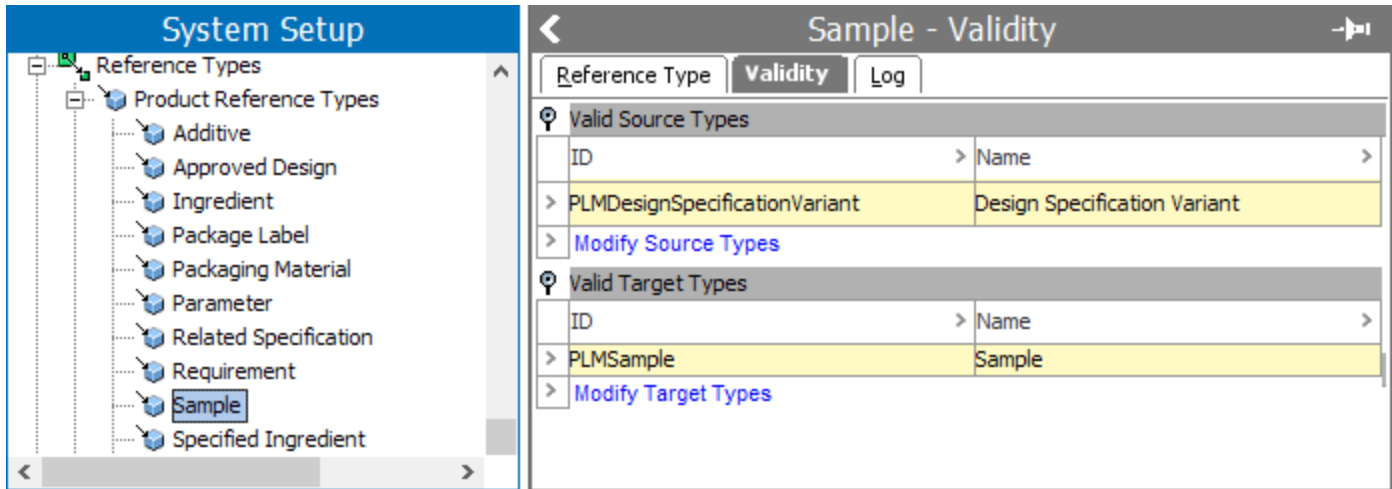 System Setup
Reference Types
Product Reference Types
Additive
Approved Design
Ingredient
Package Label
Packaging Material
Parameter
Related Specification
Requirement
Sample
Specified Ingredient
Sample - Validity
Reference Type Validity Log
Valid Source Types
ID > Name >
> PLMDesignSpecificationVariant Design Specification Variant
> Modify Source Types
Valid Target Types
ID > Name >
> PLMSample Sample
> Modify Target Types